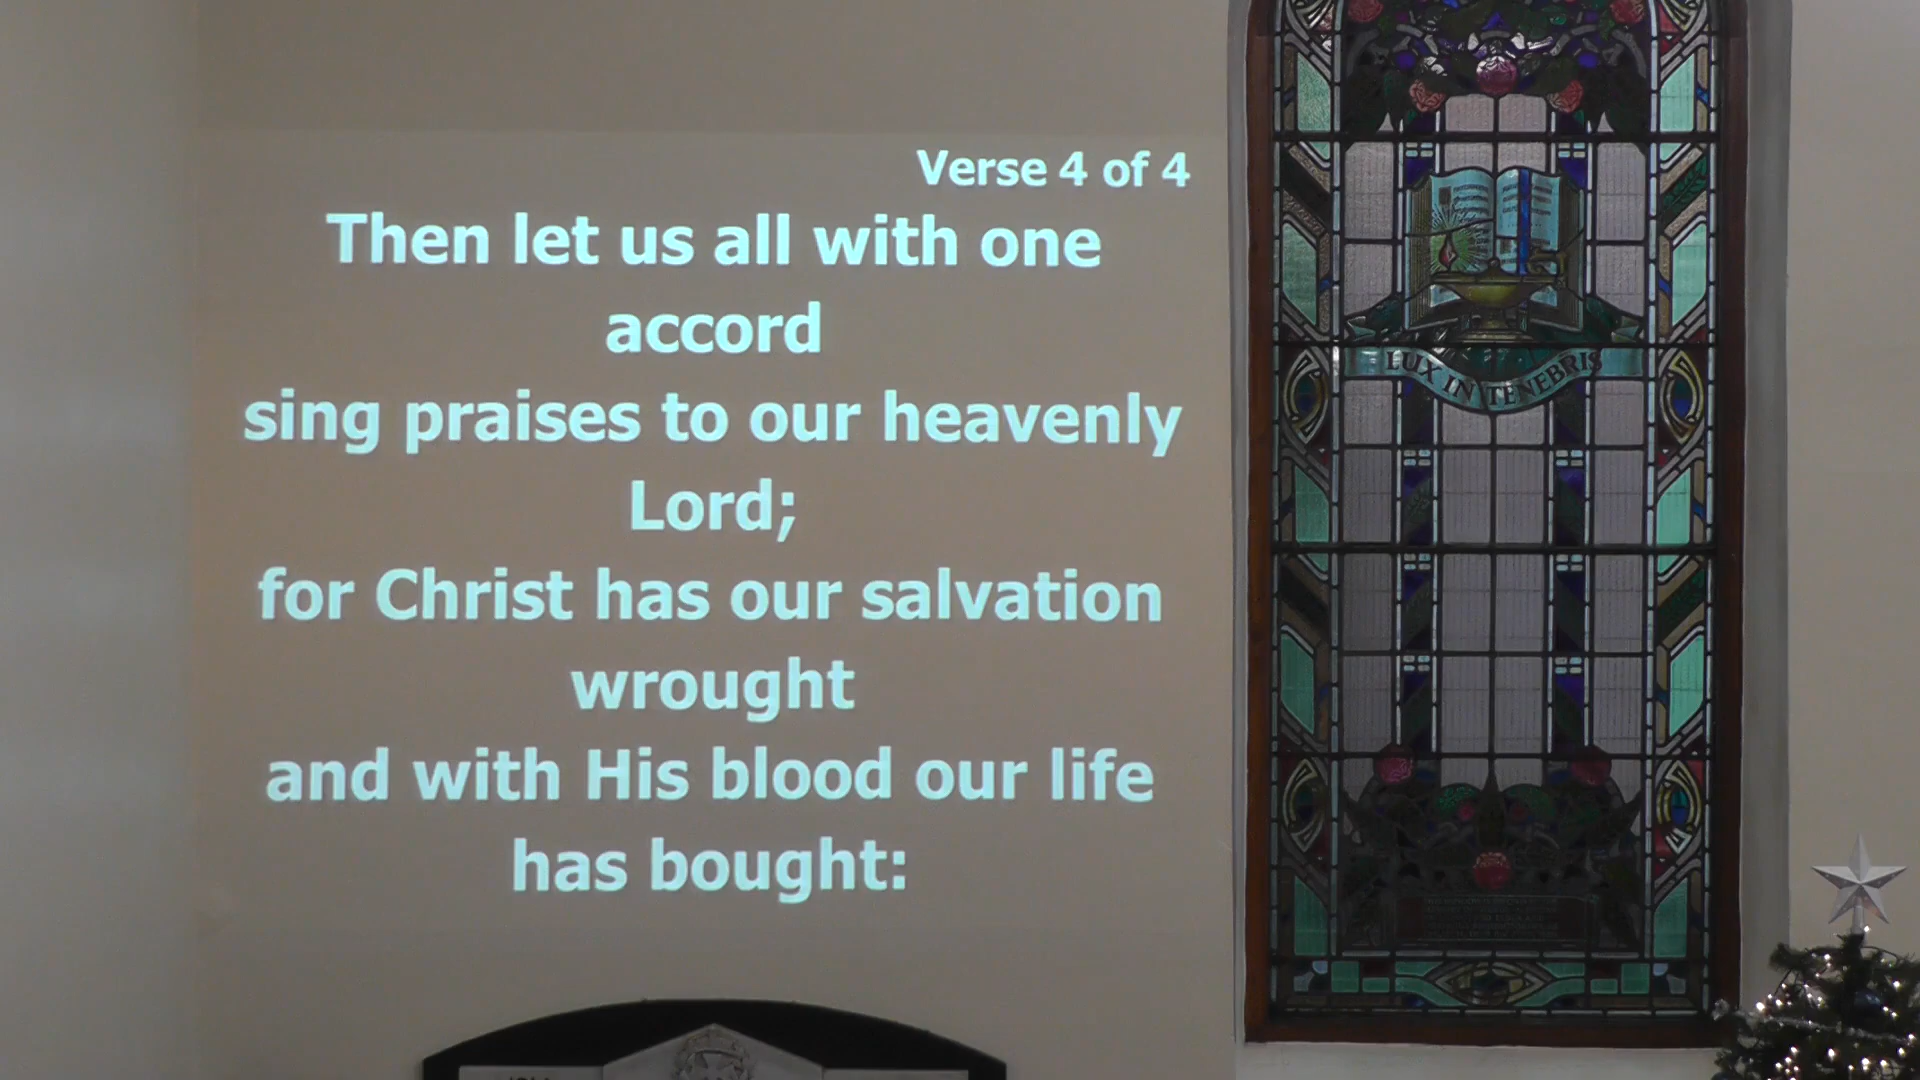 Verse 4 of 4
Then let us all with one
accord
sing praises to our heavenly
Lord;
for Christ has our salvation
wrought
and with His blood our life
has bought:
LUX IN TENEBRIS